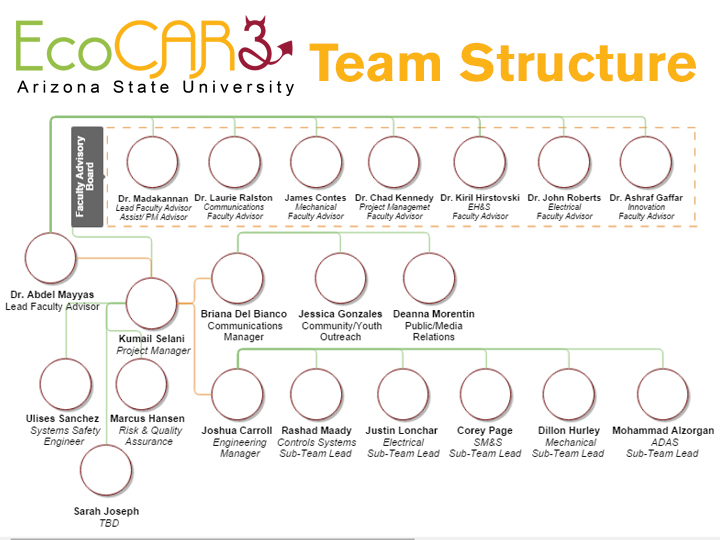 EcoCAR3
Arizona State University
Team Structure
Faculty Advisory
Board
Dr. Madakannan
Lead Faculty Advisor
Assist/ PM Advisor
Dr. Laurie Ralston
Communications
Faculty Advisor
James Contes
Mechanical
Faculty Advisor
Dr. Chad Kennedy
Project Managemet
Faculty Advisor
Dr. Kiril Hirstovski
EH&S
Faculty Advisor
Dr. John Roberts
Electrical
Faculty Advisor
Dr. Ashraf Gaffar
Innovation
Faculty Advisor
Dr. Abdel Mayyas
Lead Faculty Advisor
Kumail Selani
Project Manager
Briana Del Bianco
Communications
Manager
Jessica Gonzales
Community/Youth
Outreach
Deanna Morentin
Public/Media
Relations
Ulises Sanchez
Systems Safety
Engineer
Marcus Hansen
Risk & Quality
Assurance
Joshua Carroll
Engineering
Manager
Rashad Maady
Controls Systems
Sub-Team Lead
Justin Lonchar
Electrical
Sub-Team Lead
Corey Page
SM&S
Sub-Team Lead
Dillon Hurley
Mechanical
Sub-Team Lead
Mohammad Alzorgan
ADAS
Sub-Team Lead
Sarah Joseph
TBD